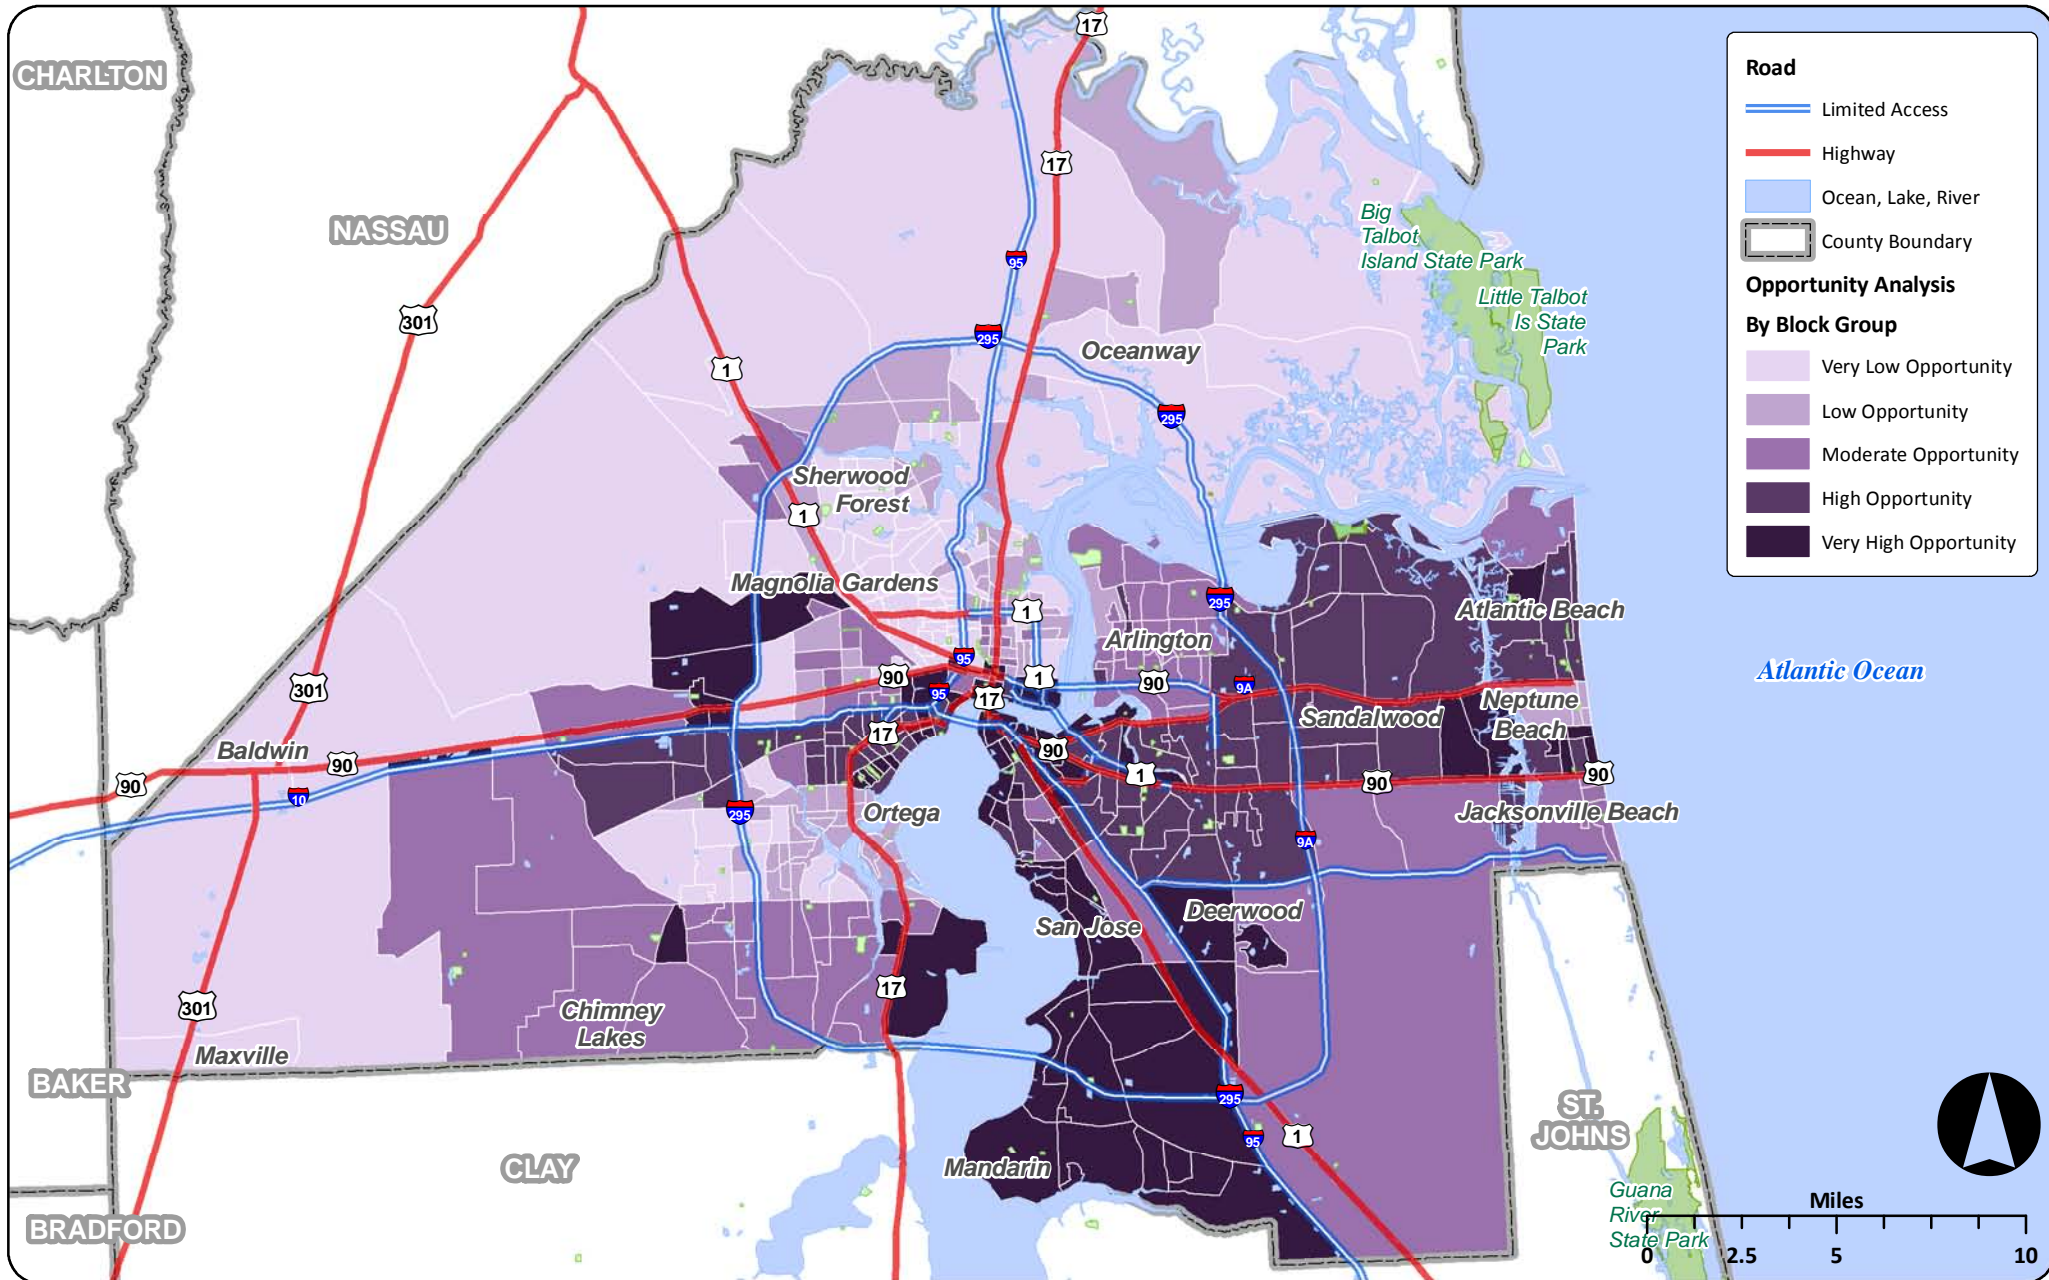 17
CHARLTON
Road
Limited Access
Highway
17
Ocean, Lake, River
Big
Talbot
Island State Park
NASSAU
County Boundary
95
Opportunity Analysis
Little Talbot
Is State
Park
301
By Block Group
295
Oceanway
1
Very Low Opportunity
Low Opportunity
295
Moderate Opportunity
Sherwood
Forest
High Opportunity
1
Very High Opportunity
Magnolia Gardens
295
1
Atlantic Beach
Arlington
95
Atlantic Ocean
90
1
90
9A
301
95
17
Neptune
Beach
Sandalwood
17
Baldwin
90
90
1
90
90
90
10
295
Ortega
Jacksonville Beach
9A
San Jose
Deerwood
17
301
Chimney
Lakes
Maxville
BAKER
295
ST.
JOHNS
95
1
CLAY
Mandarin
Guana
River
State Park
Miles
BRADFORD
0 2.5 5 10